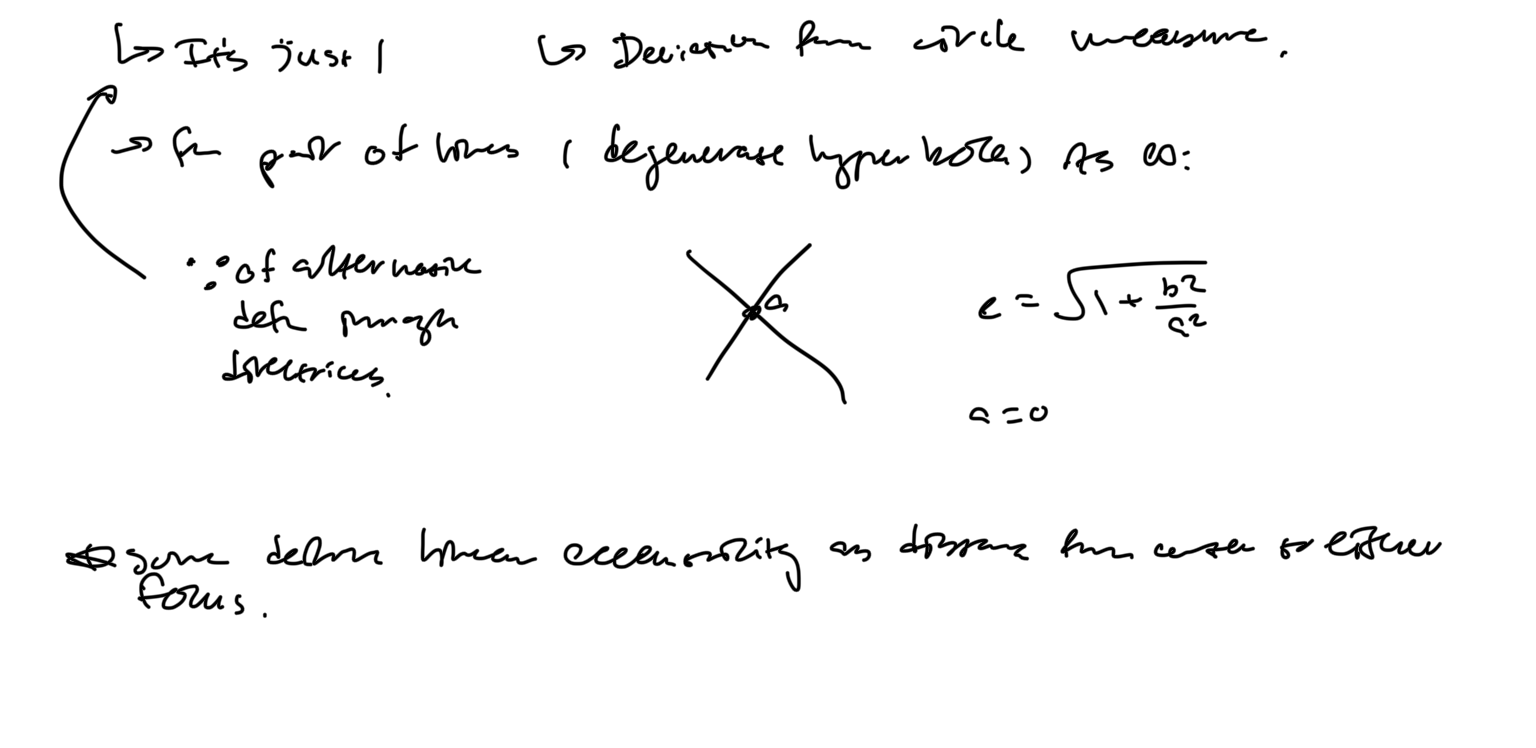 ↳ It's just 1 ↳ Deviation from circle measure.
→ for pair of lines ( degenerate hyperbola) its ∞:
∵ of alternative
defn through
directrices.
a
e = √(1 + b²/a²)
a = 0
some define linear eccentricity as distance from center to either
focus.